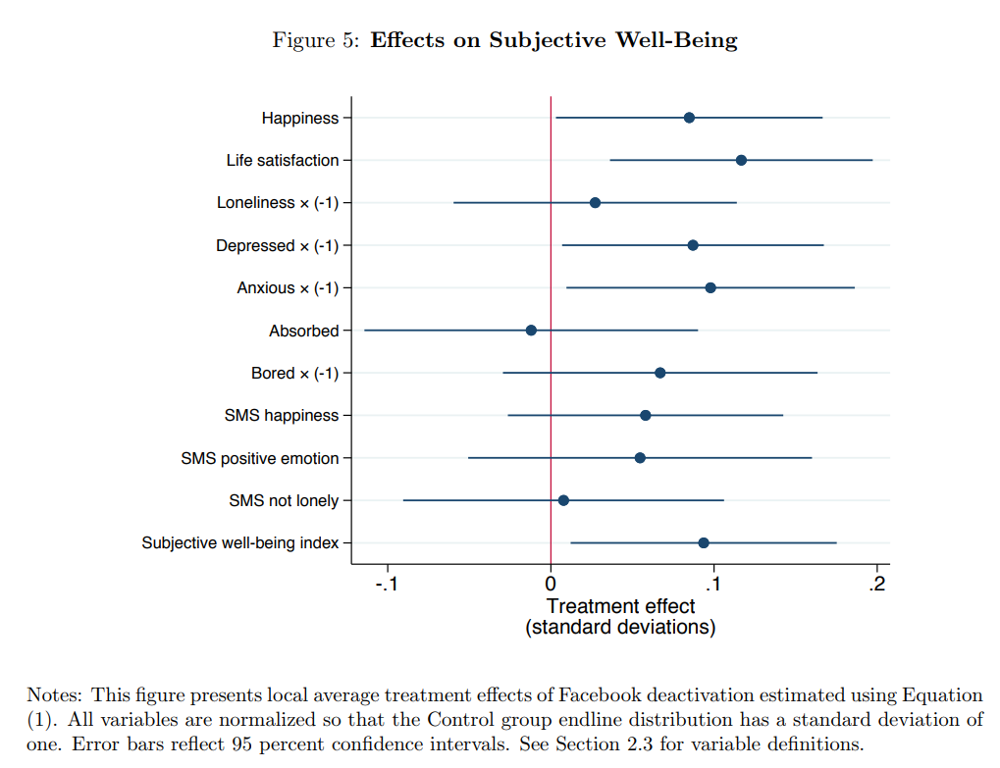 Figure 5: Effects on Subjective Well-Being
Happiness
Life satisfaction
Loneliness × (-1)
Depressed × (-1)
Anxious × (-1)
Absorbed
Bored × (-1)
SMS happiness
SMS positive emotion
SMS not lonely
Subjective well-being index
-.1 0 .1 .2
Treatment effect
(standard deviations)
Notes: This figure presents local average treatment effects of Facebook deactivation estimated using Equation
(1). All variables are normalized so that the Control group endline distribution has a standard deviation of
one. Error bars reflect 95 percent confidence intervals. See Section 2.3 for variable definitions.